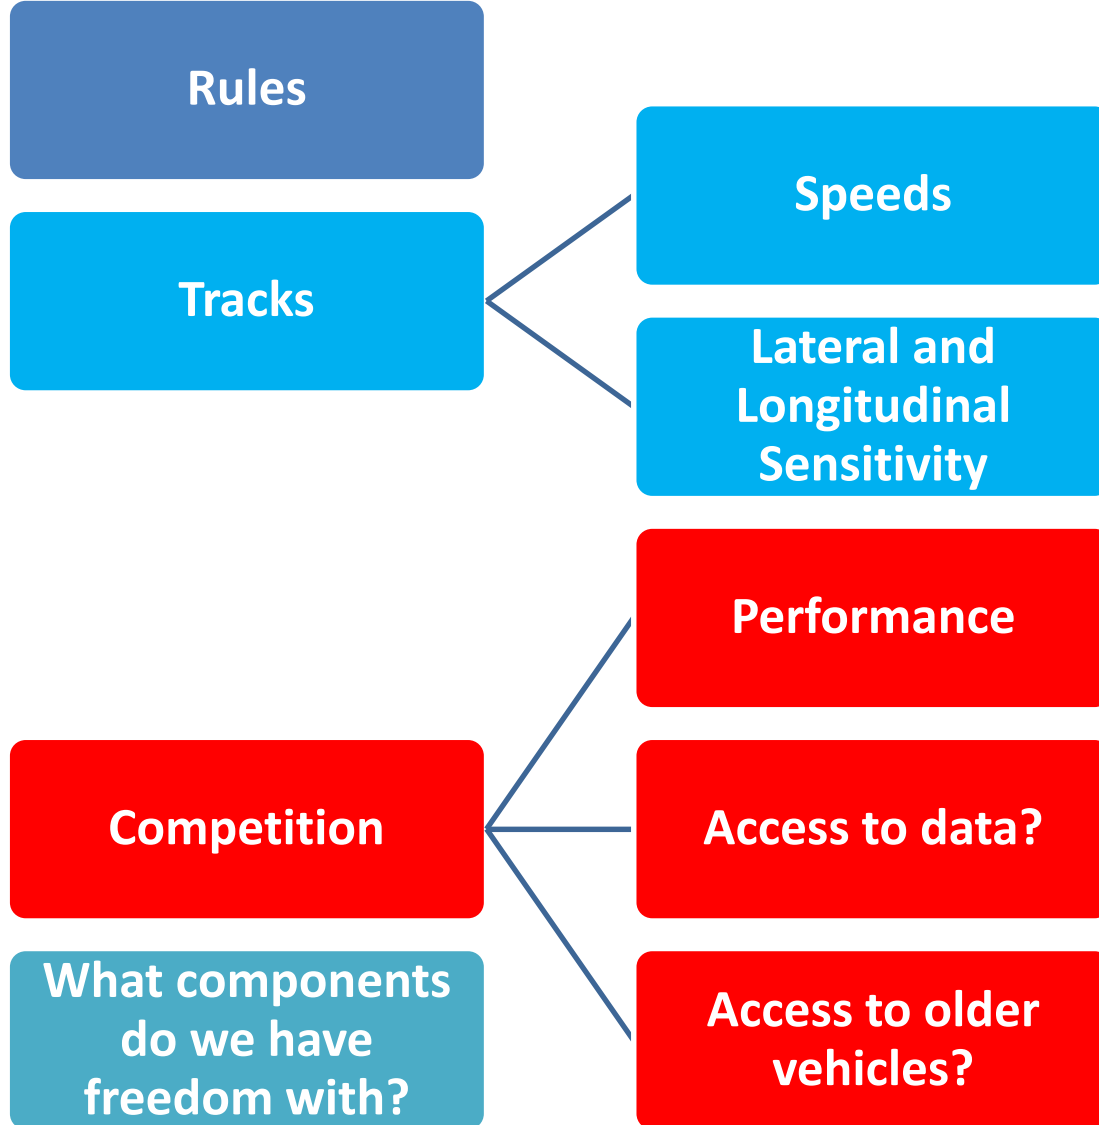 Rules
Tracks
Speeds
Lateral and
Longitudinal
Sensitivity
Competition
Performance
Access to data?
Access to older
vehicles?
What components
do we have
freedom with?